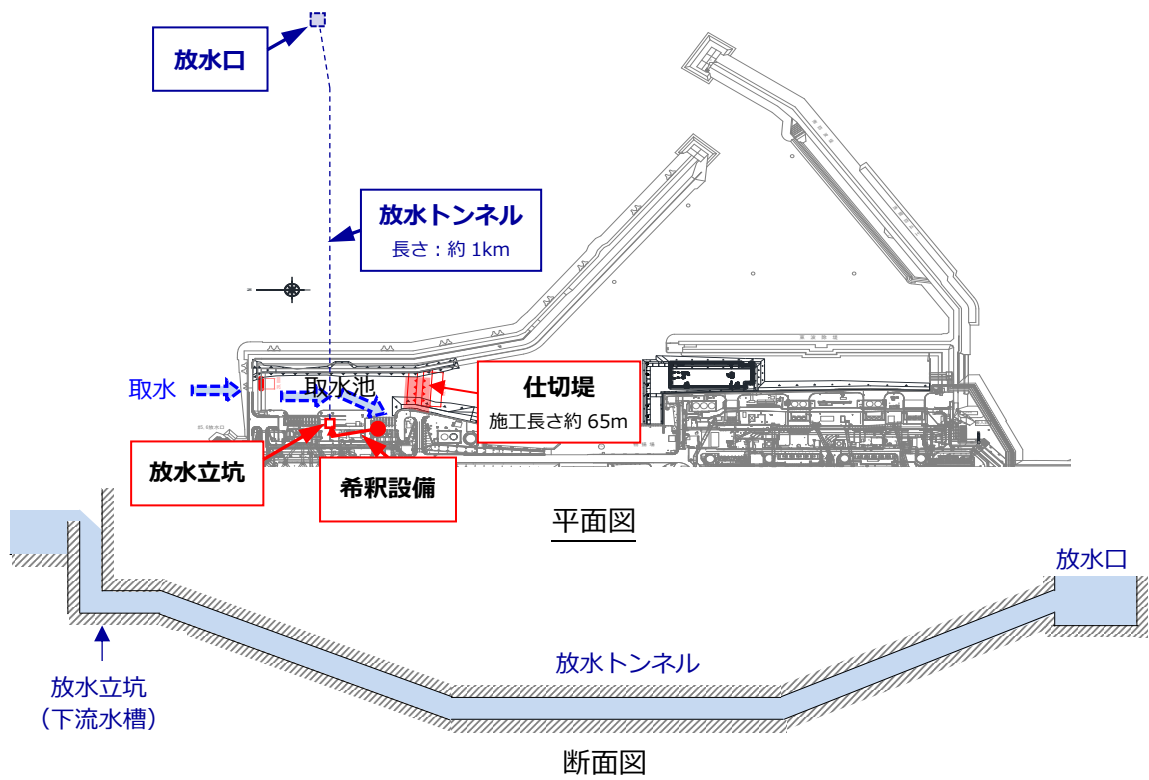 放水口
放水トンネル
長さ：約 1km
取水
取水池
仕切堤
施工長さ約 65m
放水立坑
希釈設備
平面図
放水口
放水トンネル
放水立坑
（下流水槽）
断面図